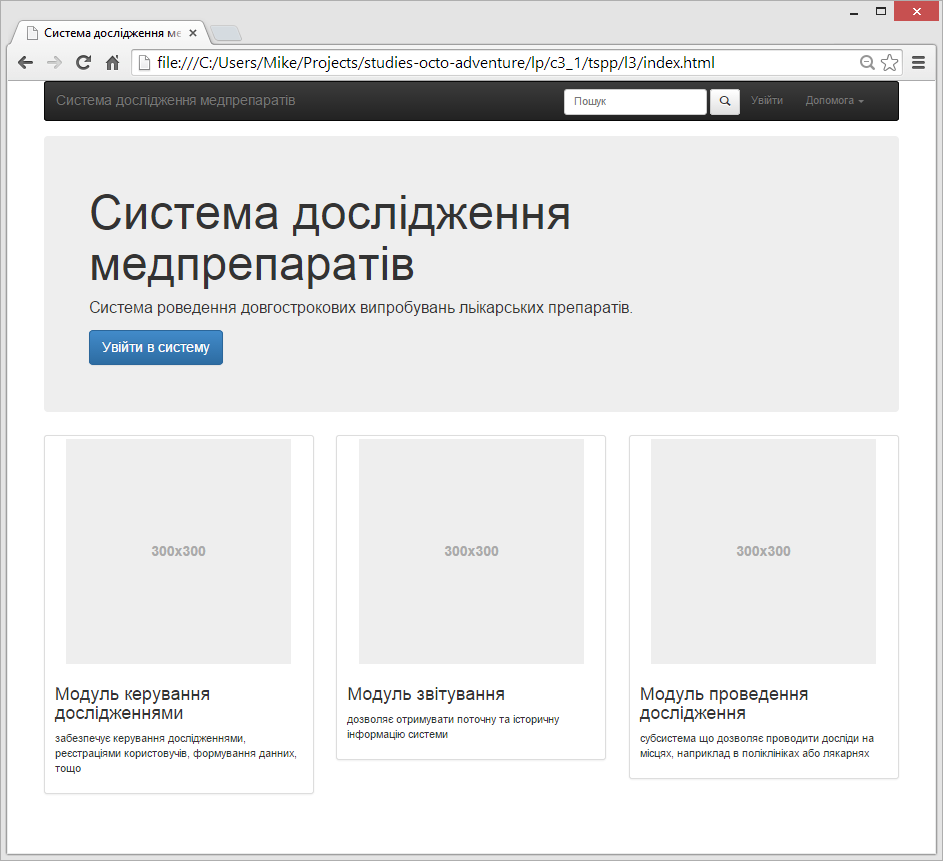 Система дослідження ме
file:///C:/Users/Mike/Projects/studies-octo-adventure/lp/c3_1/tspp/l3/index.html
Система дослідження медпрепаратів
Пошук
Увійти
Допомога
Система дослідження
медпрепаратів
Система роведення довгострокових випробувань льікарських препаратів.
Увійти в систему
300x300
300x300
300x300
Модуль керування
дослідженнями
забезпечує керування дослідженнями,
реєстраціями користовучів, формування данних,
тощо
Модуль звітування
дозволяє отримувати поточну та історичну
інформацію системи
Модуль проведення
дослідження
субсистема що дозволяє проводити досліди на
місцях, наприклад в поліклініках або лякарнях